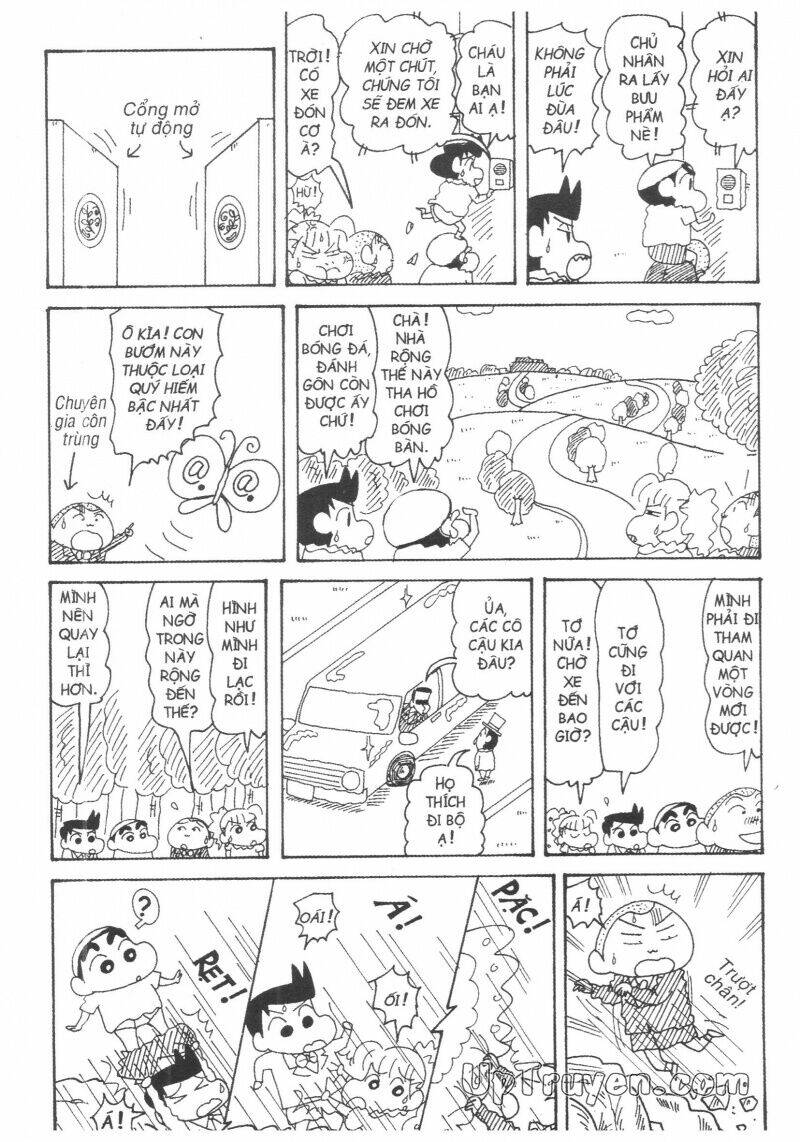 XIN
HỎI AI
ĐẤY
Ạ?
CHỦ
NHÂN
RA LẤY
BƯU
PHẨM
NÈ!
KHÔNG
PHẢI
LÚC
ĐÙA
ĐÂU!
CHÁU
LÀ
BẠN
AI Ạ!
XIN CHỜ
MỘT CHÚT,
CHÚNG TÔI
SẼ ĐEM XE
RA ĐÓN.
TRỜI!
CÓ
XE
ĐÓN
CƠ
À?
HỪ!
Cổng mở
tự động
CHÀ!
NHÀ
RỘNG
THẾ NÀY
THA HỒ
CHƠI
BÓNG
BÀN.
CHƠI
BÓNG ĐÁ,
ĐÁNH
GÔN CÒN
ĐƯỢC ẤY
CHỨ!
Ô KÌA! CON
BƯỚM NÀY
THUỘC LOẠI
QUÝ HIẾM
BẬC NHẤT
ĐẤY!
Chuyên
gia côn
trùng
MÌNH
PHẢI ĐI
THAM
QUAN
MỘT
VÒNG
MỚI
ĐƯỢC!
TỚ
CŨNG
ĐI
VỚI
CÁC
CẬU!
TỚ
NỮA!
CHỜ
XE
ĐẾN
BAO
GIỜ?
ỦA,
CÁC CÔ
CẬU KIA
ĐÂU?
HỌ
THÍCH
ĐI BỘ
Ạ!
HÌNH
NHƯ
MÌNH
ĐI
LẠC
RỒI!
AI MÀ
NGỜ
TRONG
NÀY
RỘNG
ĐẾN
THẾ?
MÌNH
NÊN
QUAY
LẠI
THÌ
HƠN.
Á!
Trượt
chân!
PẶC!
Á!
OÁI!
ỐI!
RẸT!
?
Á!
UpTruyen.com